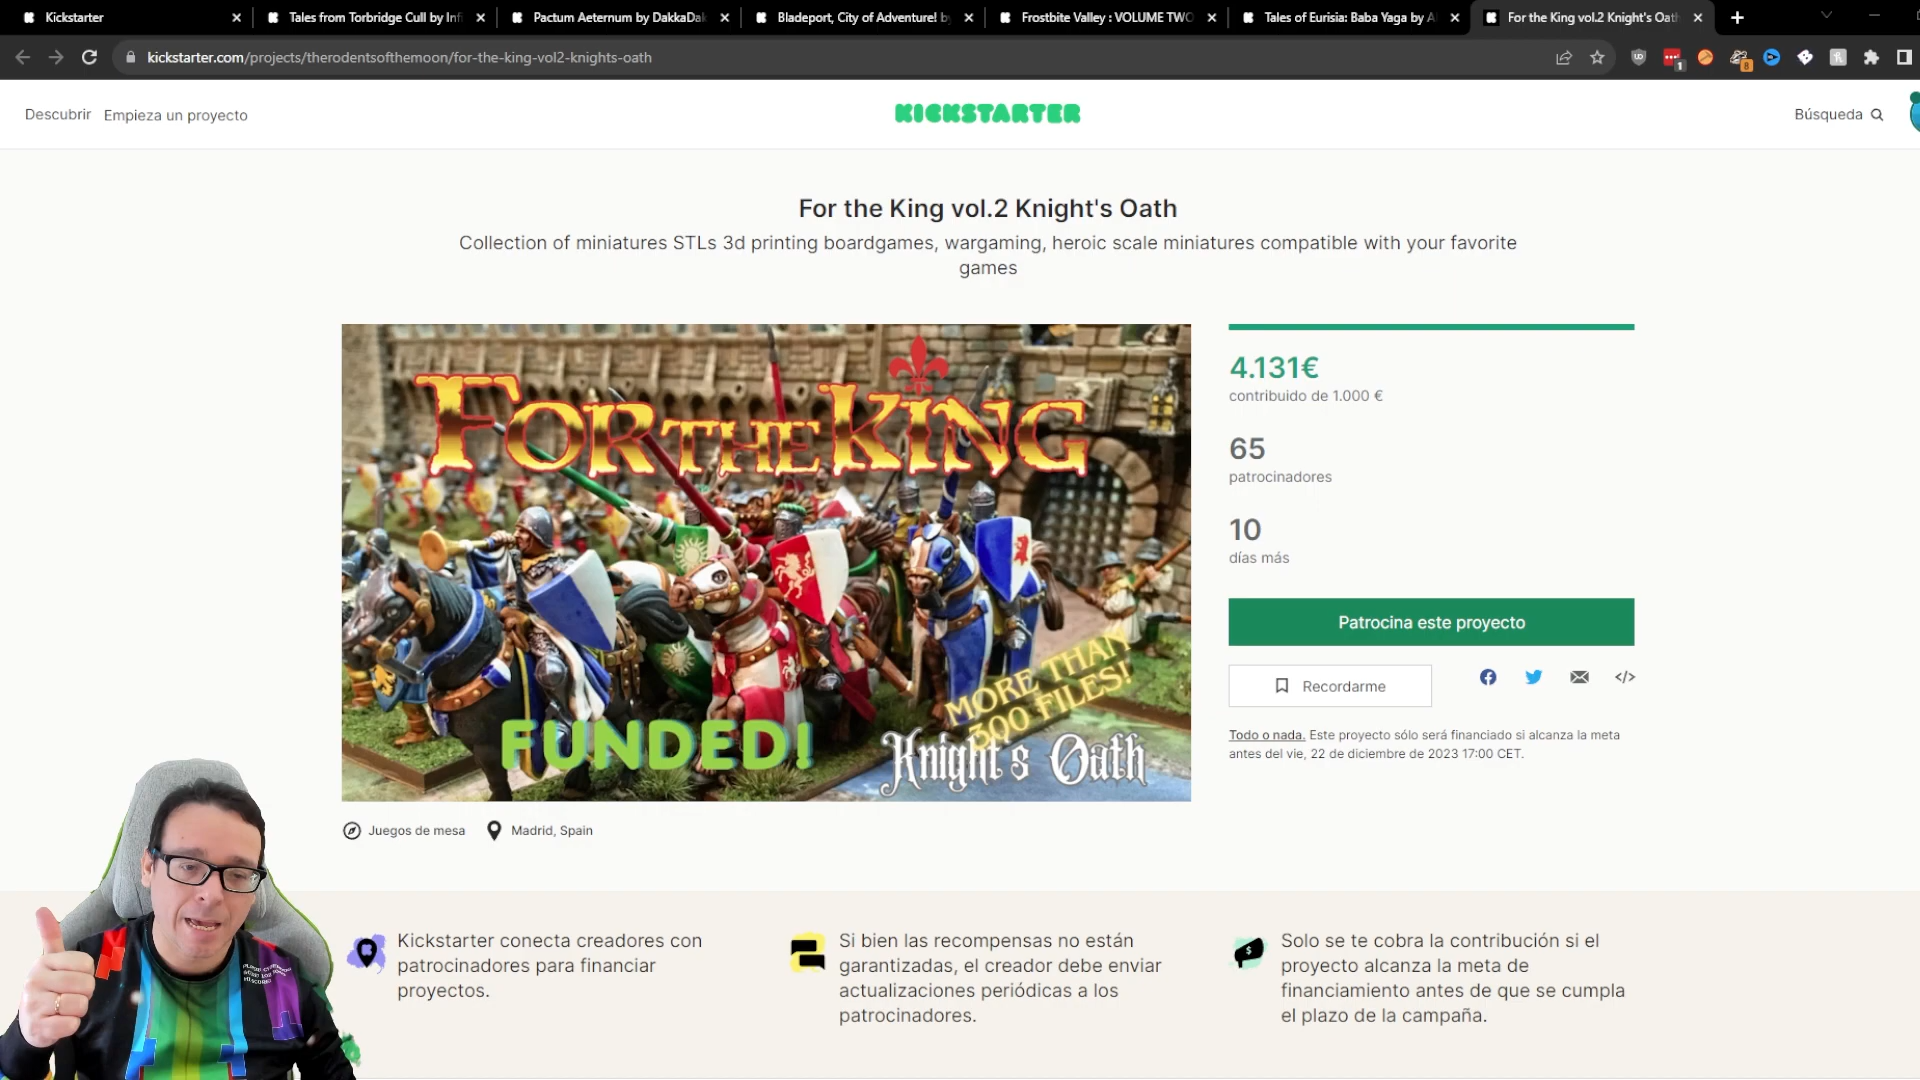 Kickstarter
Tales from Torbridge Cull by Inf
Pactum Aeternum by DakkaDak
Bladeport, City of Adventure! b
Frostbite Valley : VOLUME TWO
Tales of Eurisia: Baba Yaga by A
For the King vol.2 Knight's Oath
kickstarter.com/projects/therodentsofthemoon/for-the-king-vol2-knights-oath
1
8
Descubrir
Empieza un proyecto
KICKSTARTER
Búsqueda
For the King vol.2 Knight's Oath
Collection of miniatures STLs 3d printing boardgames, wargaming, heroic scale miniatures compatible with your favorite
games
FOR THE KING
MORE THAN
300 FILES!
FUNDED!
Knight's Oath
4.131€
contribuido de 1.000 €
65
patrocinadores
10
días más
Patrocina este proyecto
Recordarme
</>
Todo o nada. Este proyecto sólo será financiado si alcanza la meta
antes del vie, 22 de diciembre de 2023 17:00 CET.
Juegos de mesa
Madrid, Spain
Kickstarter conecta creadores con
patrocinadores para financiar
proyectos.
Si bien las recompensas no están
garantizadas, el creador debe enviar
actualizaciones periódicas a los
patrocinadores.
Solo se te cobra la contribución si el
proyecto alcanza la meta de
financiamiento antes de que se cumpla
el plazo de la campaña.